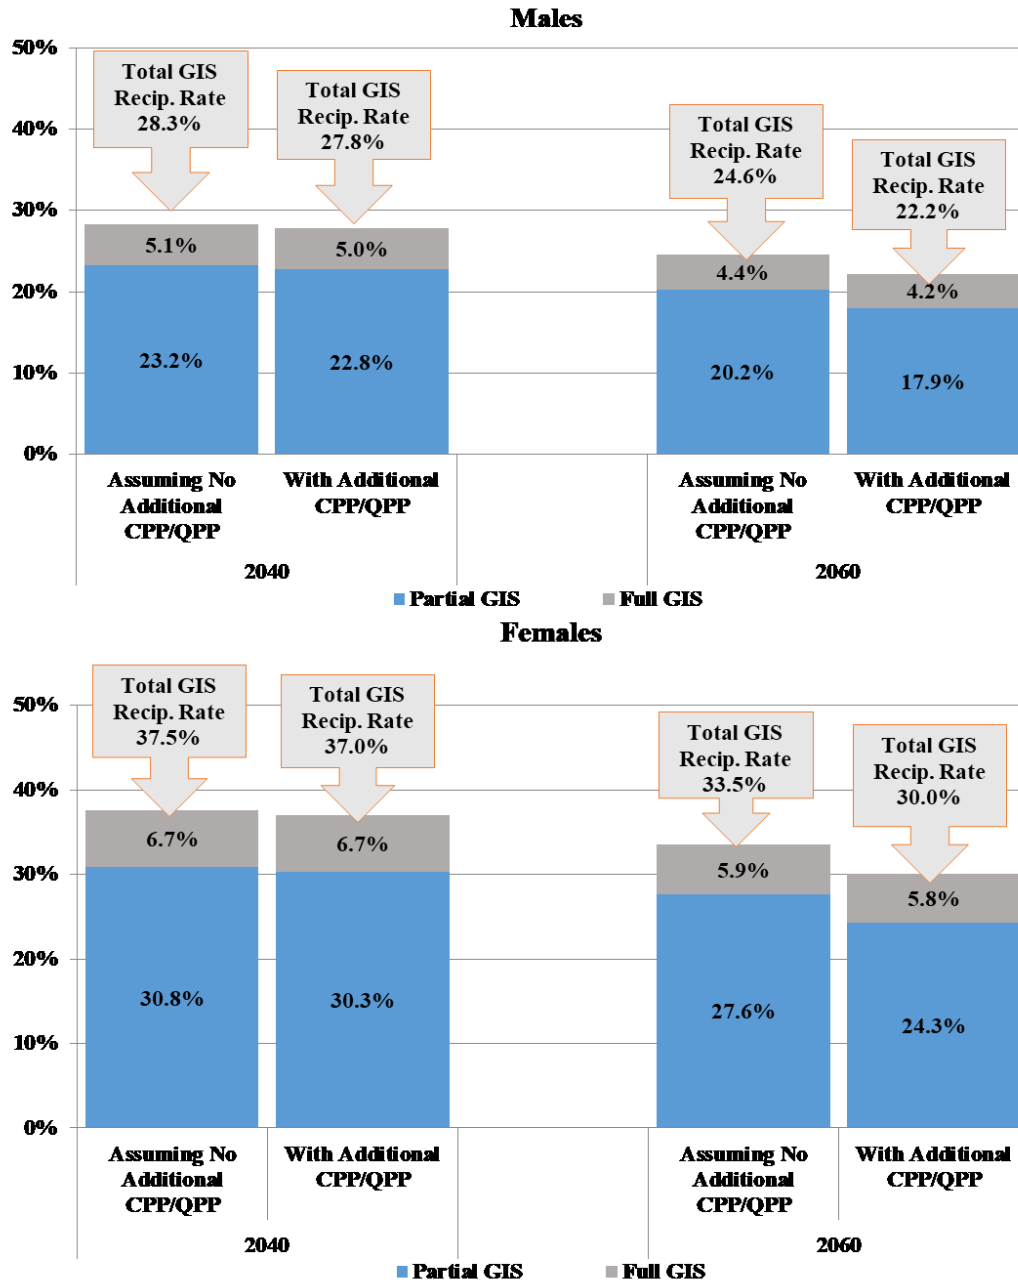 Males
50%
40%
30%
20%
10%
0%
Total GIS
Recip. Rate
28.3%
Total GIS
Recip. Rate
27.8%
Total GIS
Recip. Rate
24.6%
Total GIS
Recip. Rate
22.2%
5.1%
5.0%
4.4%
4.2%
23.2%
22.8%
20.2%
17.9%
Assuming No
Additional
CPP/QPP
With Additional
CPP/QPP
Assuming No
Additional
CPP/QPP
With Additional
CPP/QPP
2040
2060
Partial GIS
Full GIS
Females
50%
40%
30%
20%
10%
0%
Total GIS
Recip. Rate
37.5%
Total GIS
Recip. Rate
37.0%
Total GIS
Recip. Rate
33.5%
Total GIS
Recip. Rate
30.0%
6.7%
6.7%
5.9%
5.8%
30.8%
30.3%
27.6%
24.3%
Assuming No
Additional
CPP/QPP
With Additional
CPP/QPP
Assuming No
Additional
CPP/QPP
With Additional
CPP/QPP
2040
2060
Partial GIS
Full GIS